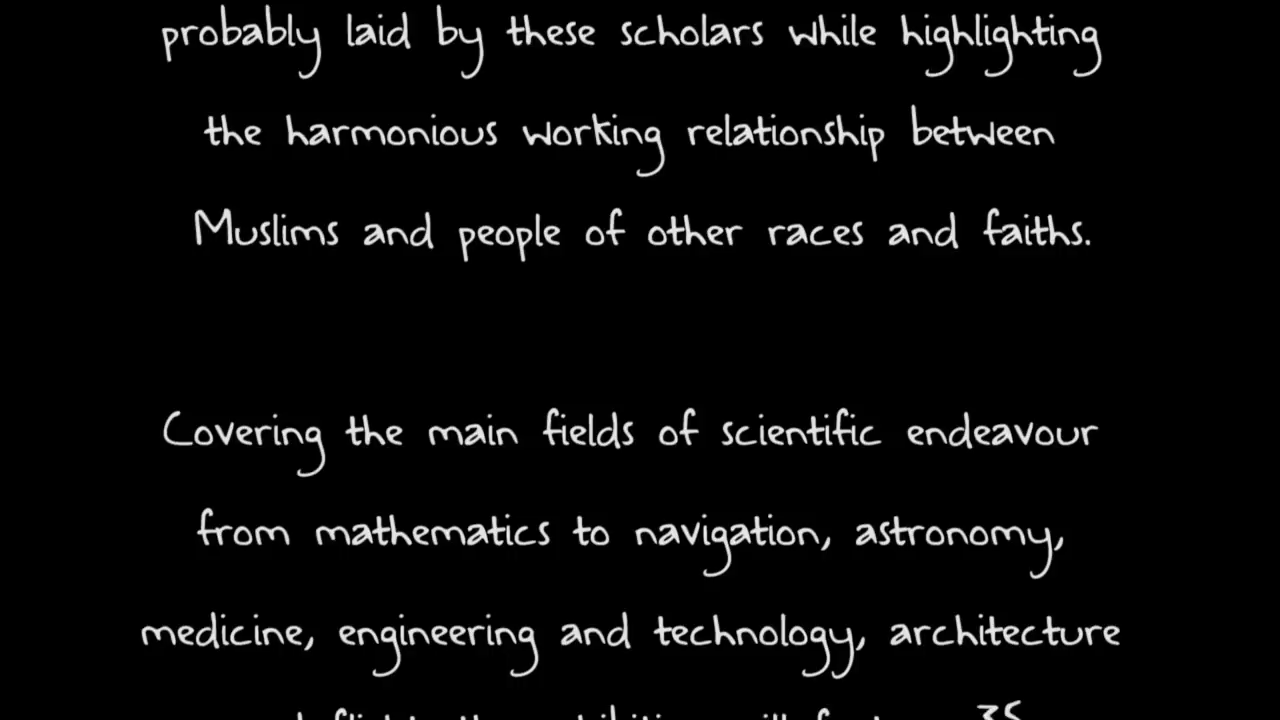 probably laid by these scholars while highlighting
the harmonious working relationship between
Muslims and people of other races and faiths.
Covering the main fields of scientific endeavour
from mathematics to navigation, astronomy,
medicine, engineering and technology, architecture